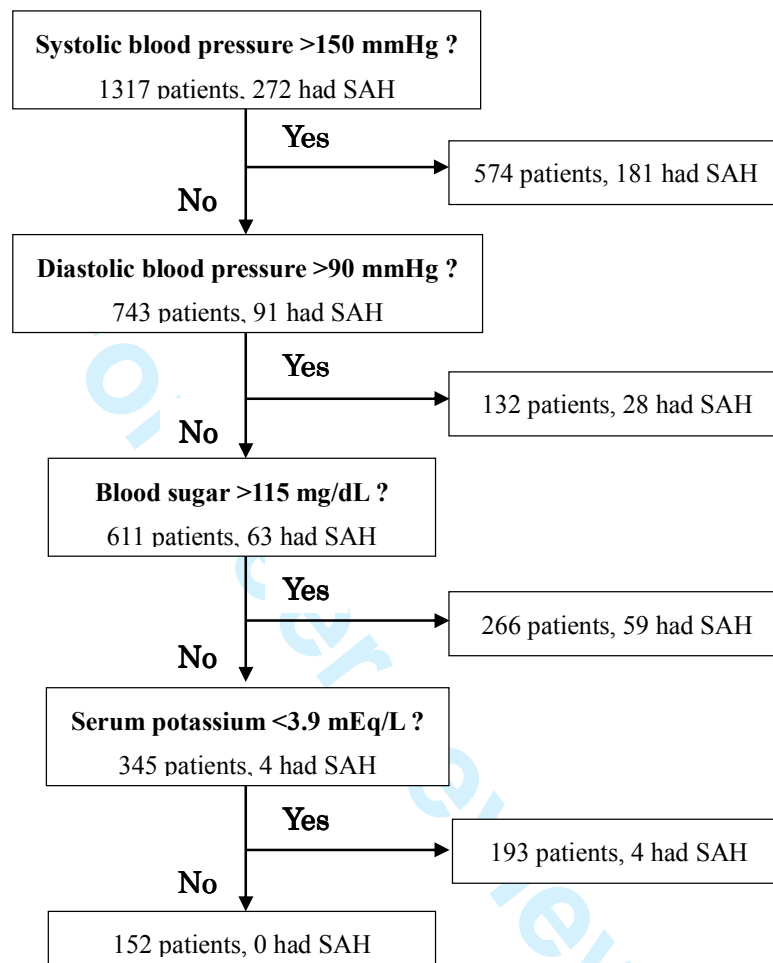 Systolic blood pressure >150 mmHg ?
1317 patients, 272 had SAH
Yes
574 patients, 181 had SAH
No
Diastolic blood pressure >90 mmHg ?
743 patients, 91 had SAH
Yes
132 patients, 28 had SAH
No
Blood sugar >115 mg/dL ?
611 patients, 63 had SAH
Yes
266 patients, 59 had SAH
No
Serum potassium <3.9 mEq/L ?
345 patients, 4 had SAH
Yes
193 patients, 4 had SAH
No
152 patients, 0 had SAH